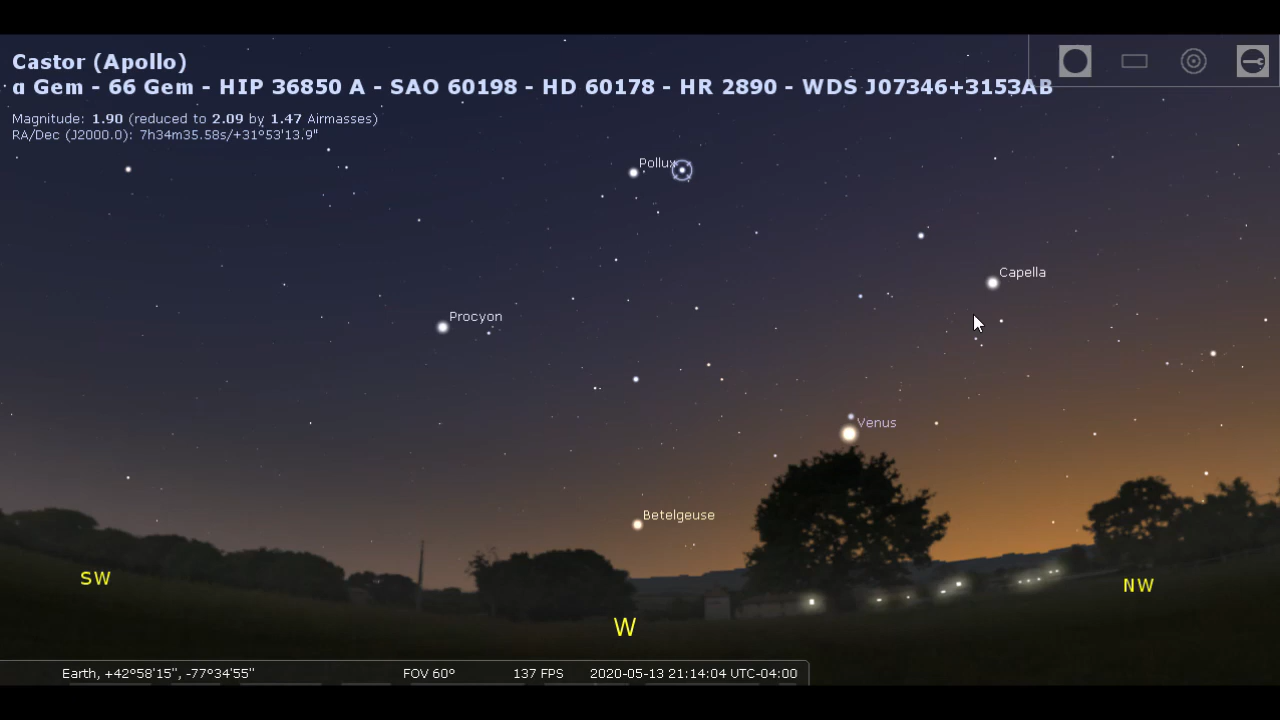 Castor (Apollo)
α Gem - 66 Gem - HIP 36850 A - SAO 60198 - HD 60178 - HR 2890 - WDS J07346+3153AB
Magnitude: 1.90 (reduced to 2.09 by 1.47 Airmasses)
RA/Dec (J2000.0): 7h34m35.58s/+31°53'13.9"
Pollux
Capella
Procyon
Venus
Betelgeuse
SW
NW
W
Earth, +42°58'15", -77°34'55" FOV 60° 137 FPS 2020-05-13 21:14:04 UTC-04:00